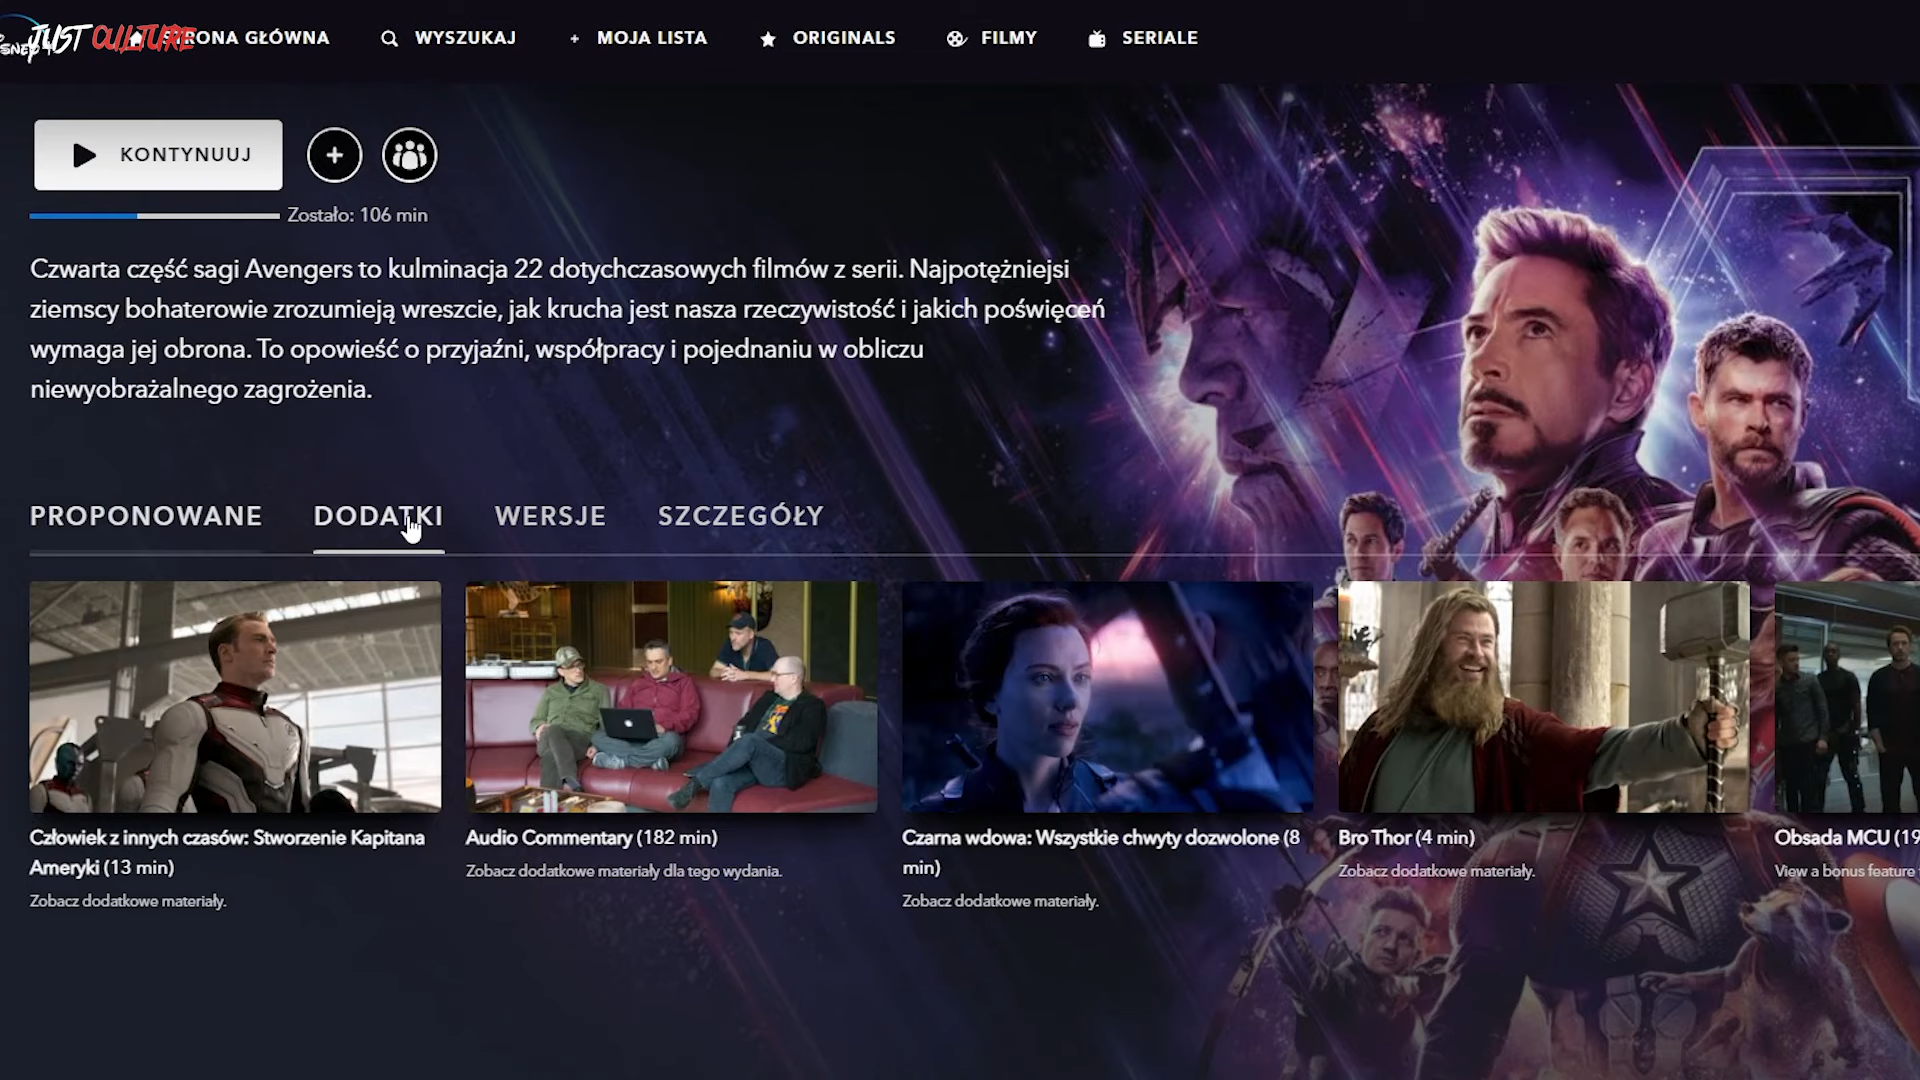 JUST CULTURE
STRONA GŁÓWNA
WYSZUKAJ
MOJA LISTA
ORIGINALS
FILMY
SERIALE
KONTYNUUJ
Zostało: 106 min
Czwarta część sagi Avengers to kulminacja 22 dotychczasowych filmów z serii. Najpotężniejsi
ziemscy bohaterowie zrozumieją wreszcie, jak krucha jest nasza rzeczywistość i jakich poświęceń
wymaga jej obrona. To opowieść o przyjaźni, współpracy i pojednaniu w obliczu
niewyobrażalnego zagrożenia.
PROPONOWANE
DODATKI
WERSJE
SZCZEGÓŁY
Człowiek z innych czasów: Stworzenie Kapitana
Ameryki (13 min)
Zobacz dodatkowe materiały.
Audio Commentary (182 min)
Zobacz dodatkowe materiały dla tego wydania.
Czarna wdowa: Wszystkie chwyty dozwolone (8
min)
Zobacz dodatkowe materiały.
Bro Thor (4 min)
Zobacz dodatkowe materiały.
Obsada MCU (19
View a bonus feature